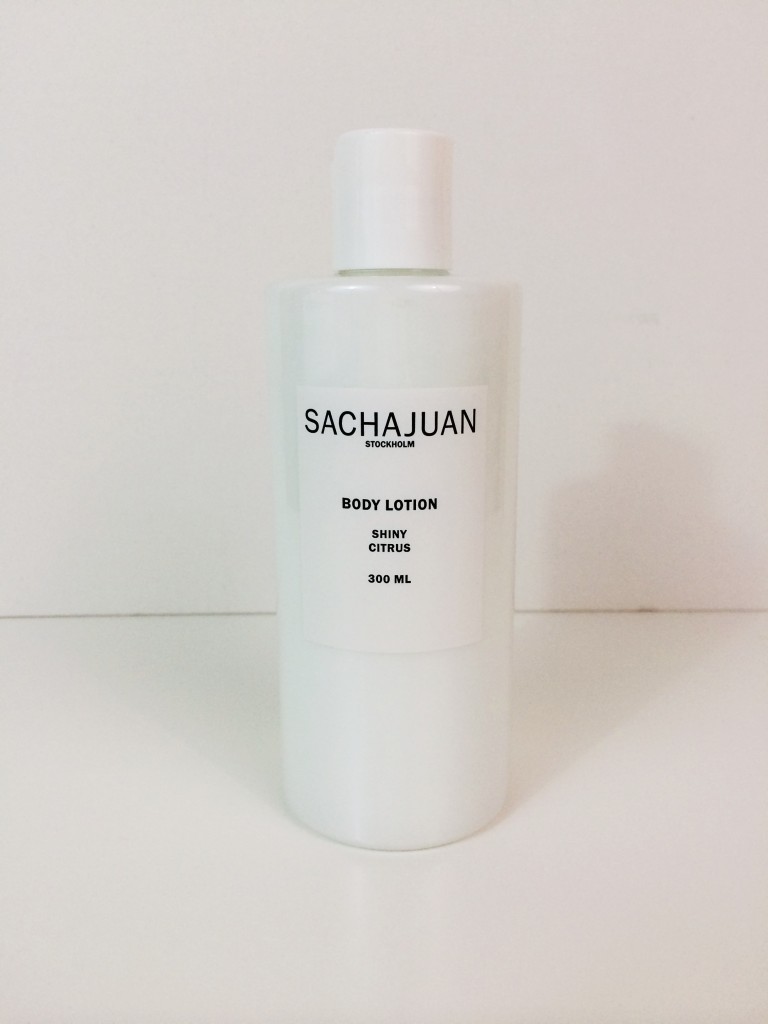 SACHAJUAN
STOCKHOLM
BODY LOTION
SHINY
CITRUS
300 ML